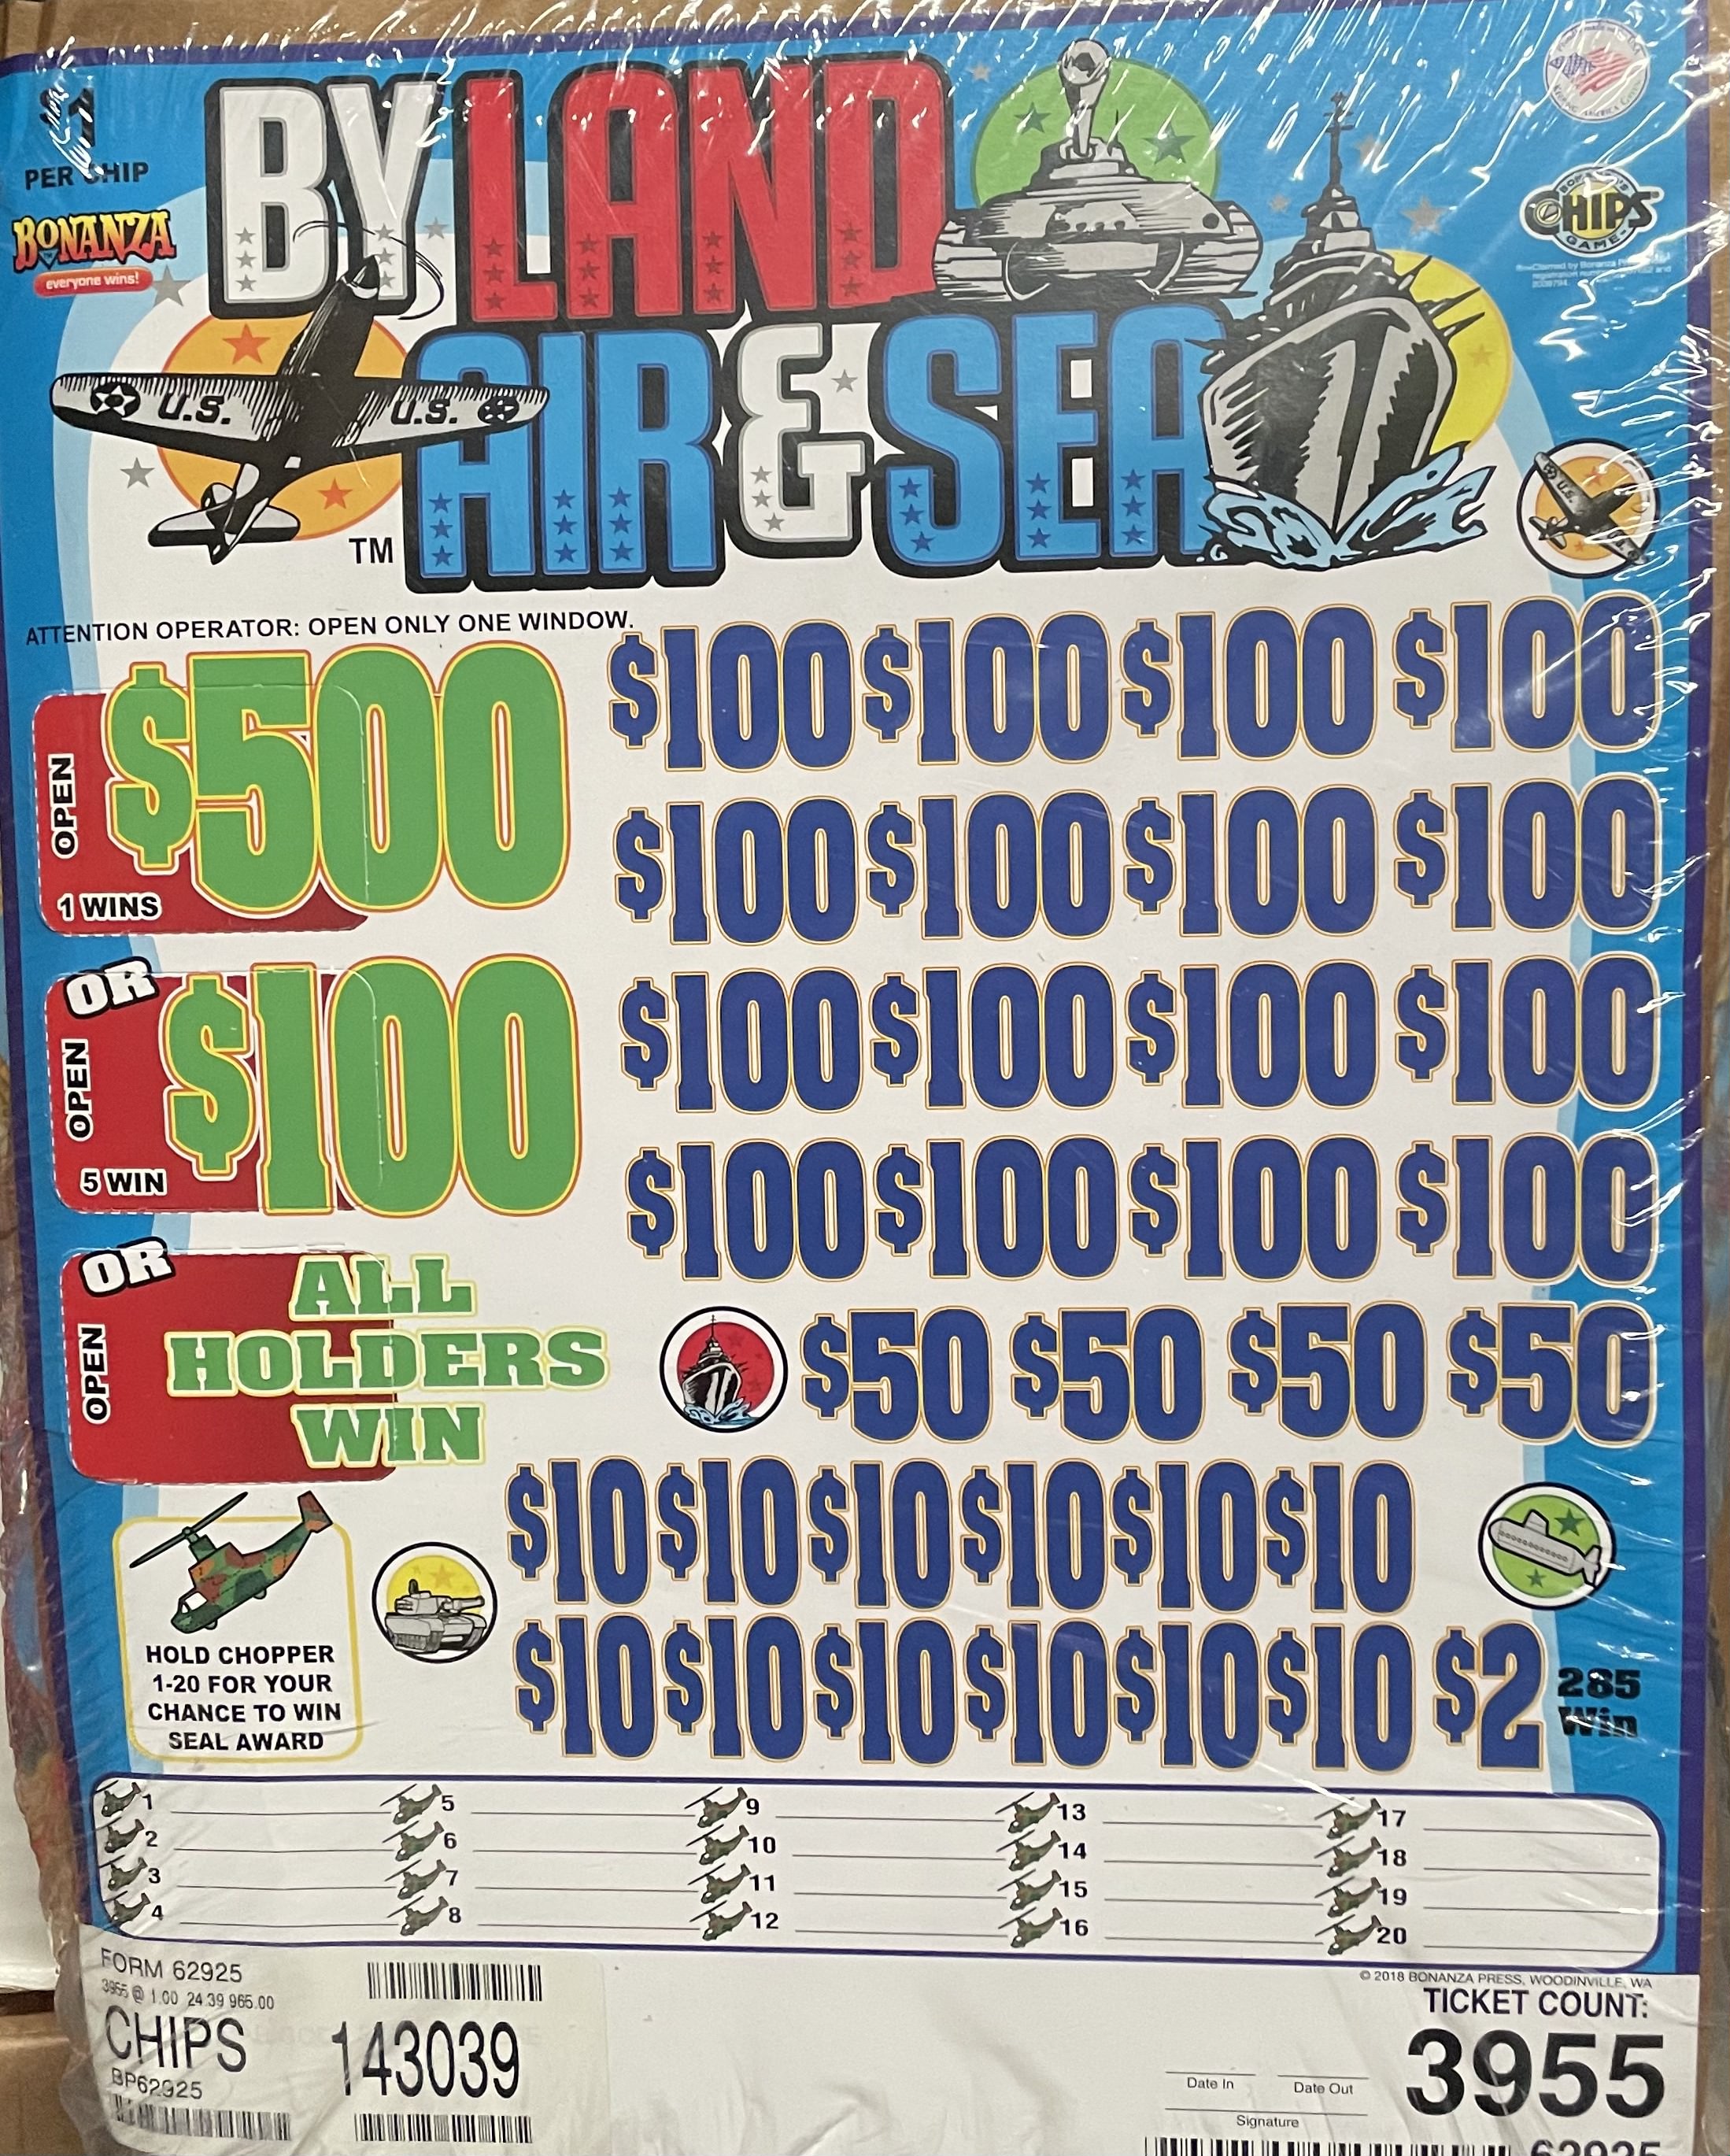 $1
PER CHIP
BONANZA
everyone wins!
BY LAND
AIR & SEA
TM
U.S. U.S.
CHIPS
GAME
U.S.
ATTENTION OPERATOR: OPEN ONLY ONE WINDOW.
OPEN
$500
1 WINS
OR
OPEN
$100
5 WIN
OR
OPEN
ALL
HOLDERS
WIN
$100 $100 $100 $100
$100 $100 $100 $100
$100 $100 $100 $100
$100 $100 $100 $100
$50 $50 $50 $50
$10 $10 $10 $10 $10 $10
$10 $10 $10 $10 $10 $10 $2
285
Win
HOLD CHOPPER
1-20 FOR YOUR
CHANCE TO WIN
SEAL AWARD
1 5 9 13 17
2 6 10 14 18
3 7 11 15 19
4 8 12 16 20
FORM 62925
3955 @ 1.00 24.39 965.00
CHIPS 143039
BP62925
© 2018 BONANZA PRESS, WOODINVILLE, WA
TICKET COUNT:
3955
Date In Date Out
Signature
62925